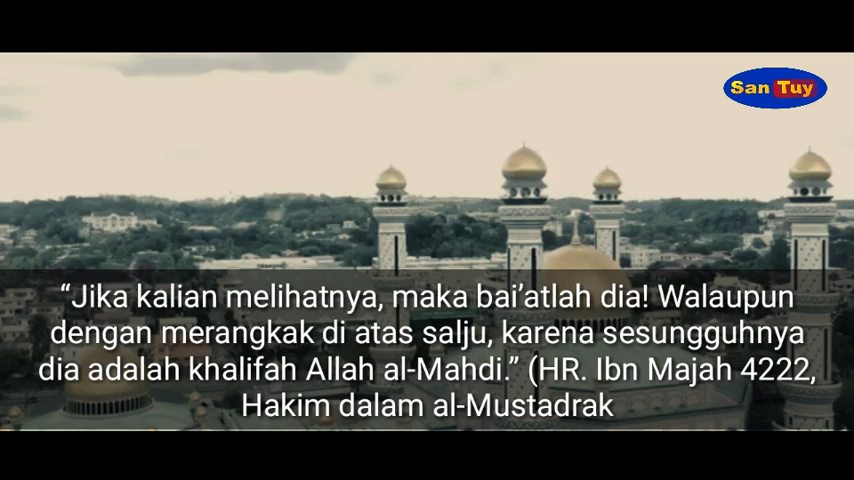 San Tuy
“Jika kalian melihatnya, maka bai’atlah dia! Walaupun
dengan merangkak di atas salju, karena sesungguhnya
dia adalah khalifah Allah al-Mahdi.” (HR. Ibn Majah 4222,
Hakim dalam al-Mustadrak